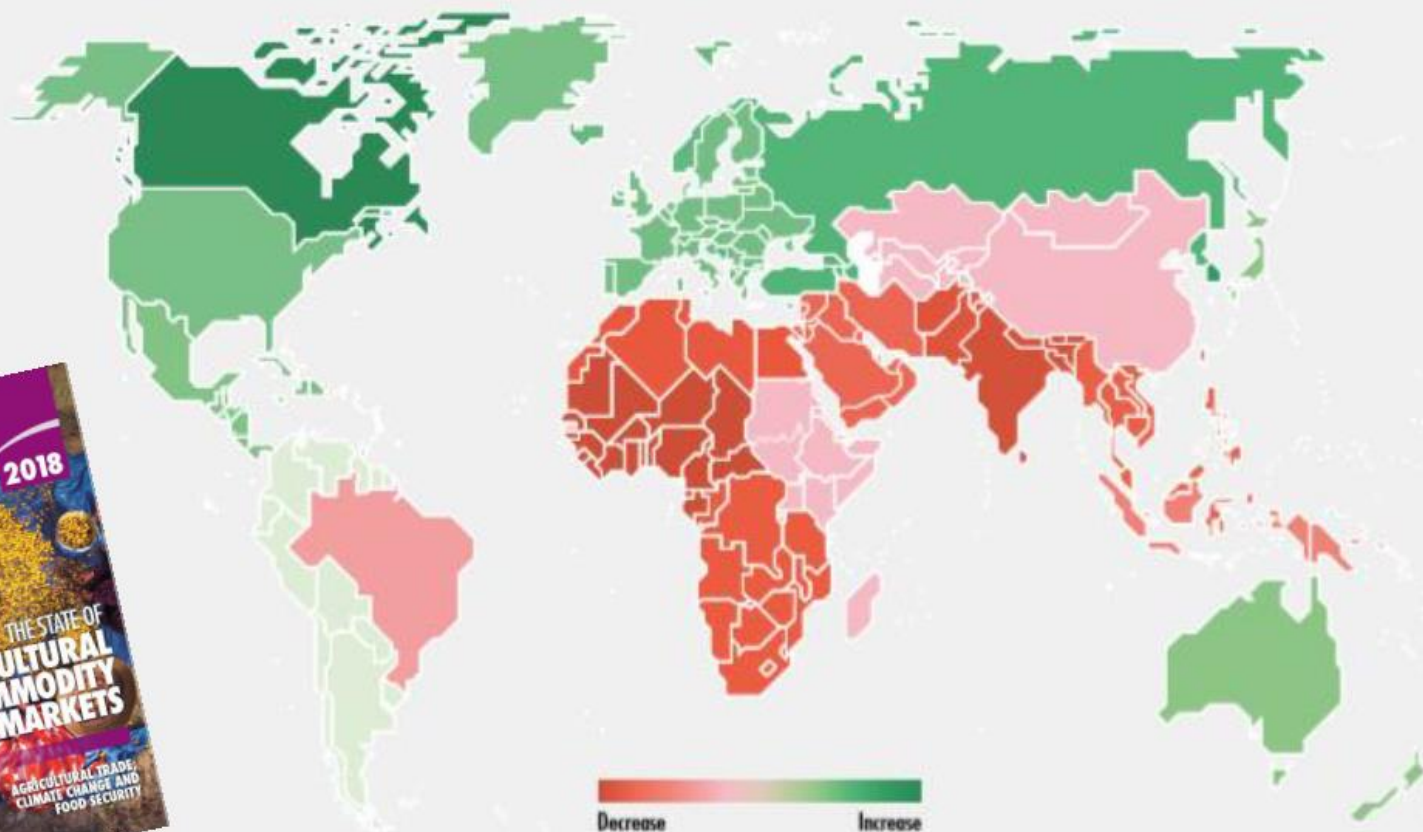 2018
THE STATE OF
ULTURAL
MMODITY
MARKETS
AGRICULTURAL TRADE,
CLIMATE CHANGE AND
FOOD SECURITY
Decrease Increase